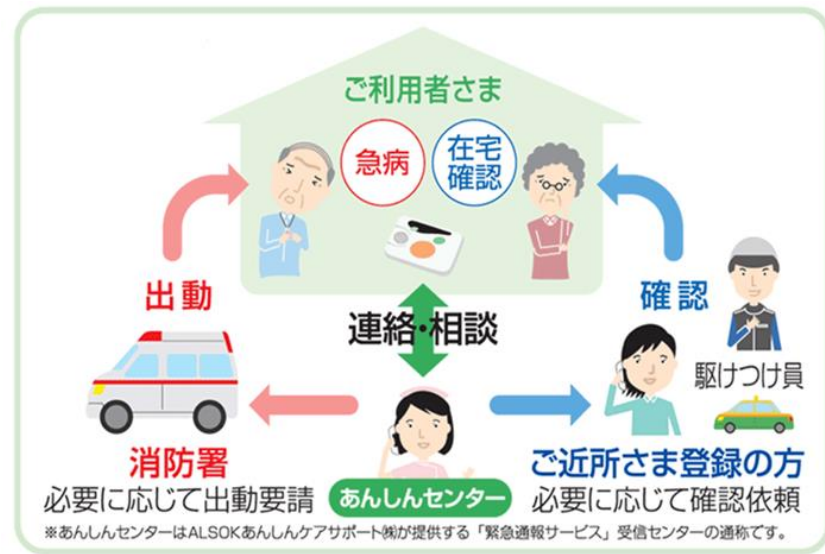 ご利用者さま
急病
在宅
確認
出動
連絡・相談
確認
駆けつけ員
消防署
必要に応じて出動要請
あんしんセンター
ご近所さま登録の方
必要に応じて確認依頼
※あんしんセンターはALSOKあんしんケアサポート㈱が提供する「緊急通報サービス」受信センターの通称です。